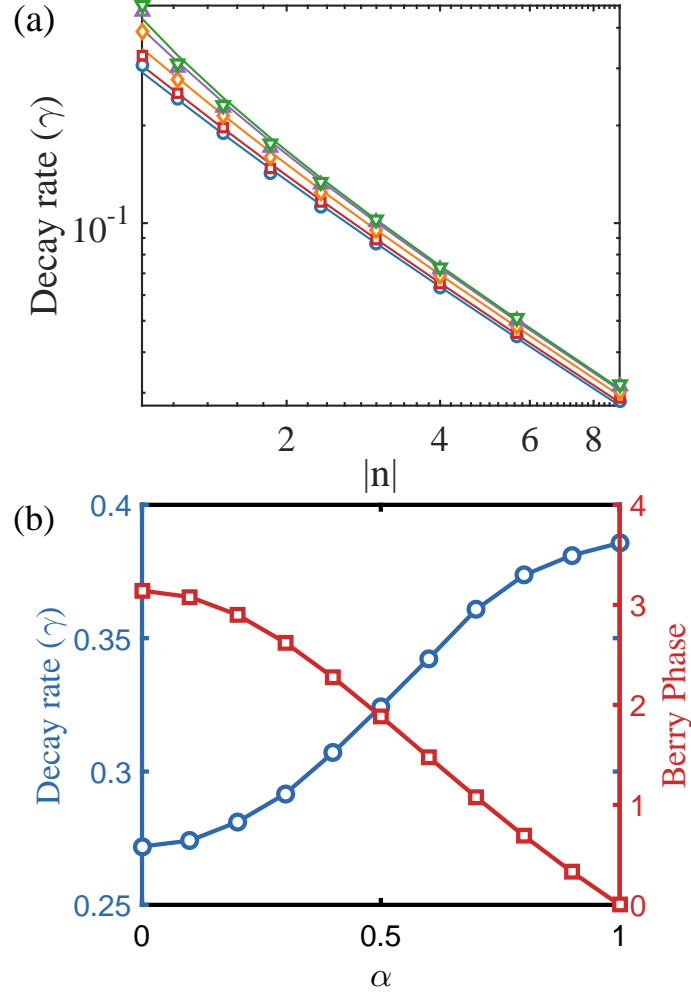 (a)
Decay rate (γ)
10⁻¹
2
4
6
8
|n|
(b)
0.4
0.35
0.3
0.25
Decay rate (γ)
4
3
2
1
0
Berry Phase
0
0.5
1
α